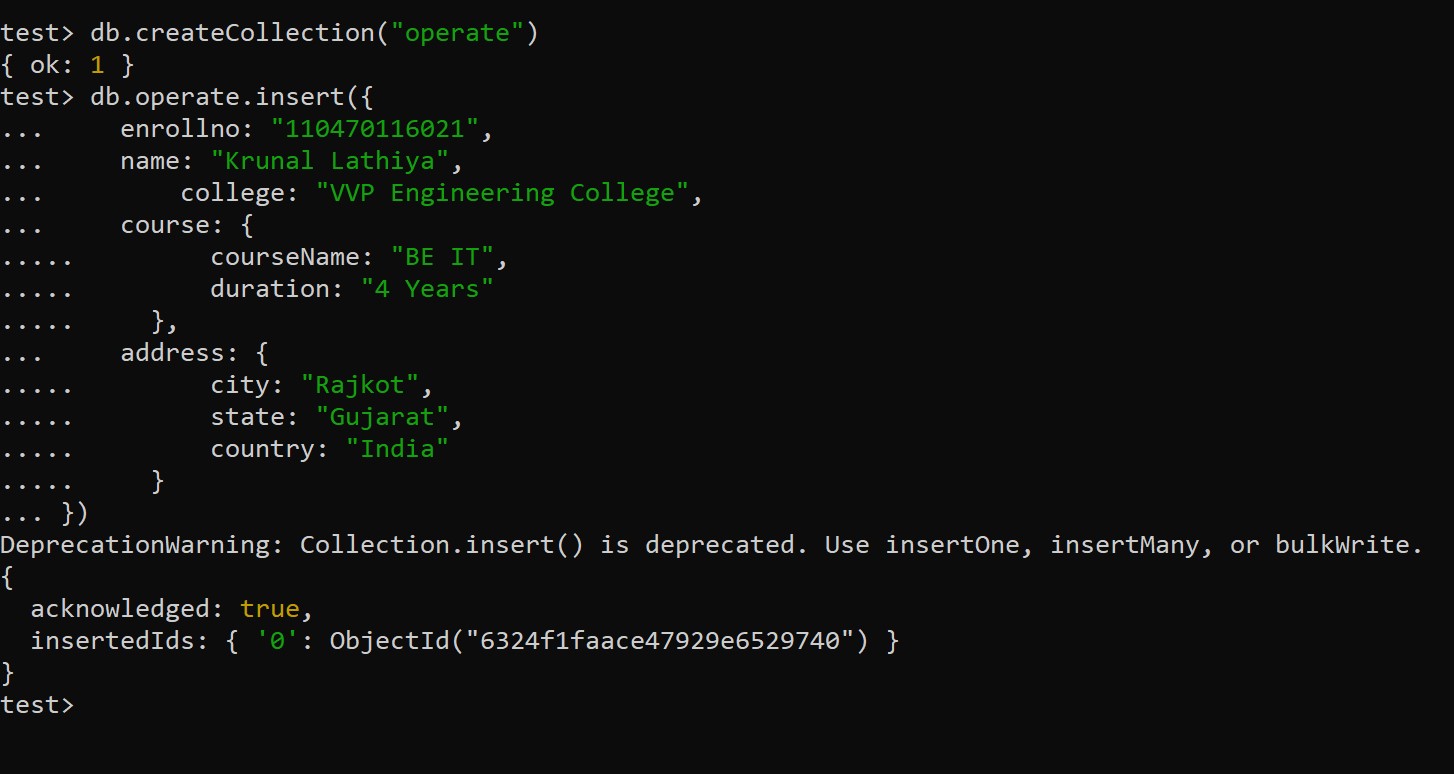 test> db.createCollection("operate")
{ ok: 1 }
test> db.operate.insert({
...     enrollno: "110470116021",
...     name: "Krunal Lathiya",
...         college: "VVP Engineering College",
...     course: {
.....         courseName: "BE IT",
.....         duration: "4 Years"
.....     },
...     address: {
.....         city: "Rajkot",
.....         state: "Gujarat",
.....         country: "India"
.....     }
... })
DeprecationWarning: Collection.insert() is deprecated. Use insertOne, insertMany, or bulkWrite.
{
  acknowledged: true,
  insertedIds: { '0': ObjectId("6324f1faace47929e6529740") }
}
test>